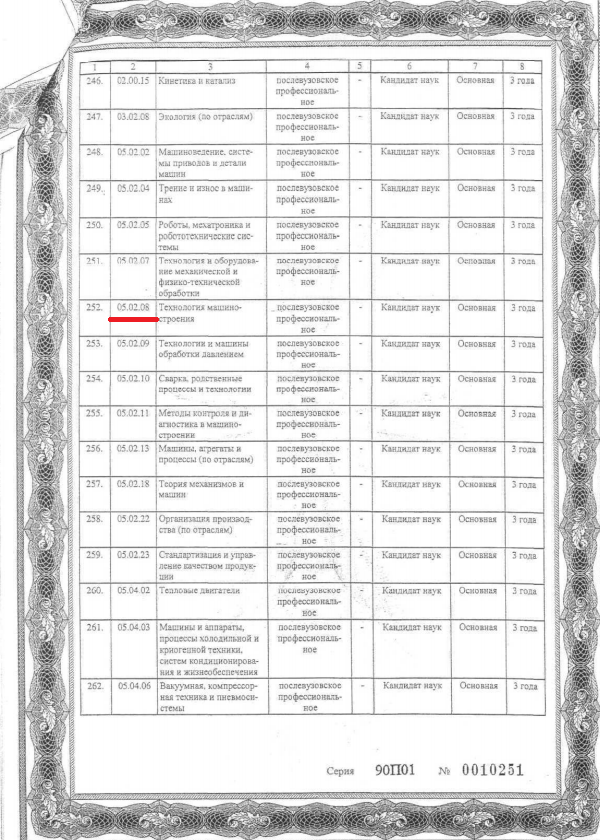 1 2 3 4 5 6 7 8
246. 02.00.15 Кинетика и катализ послевузовское - Кандидат наук Основная 3 года
профессиональ-
ное
247. 03.02.08 Экология (по отраслям) послевузовское - Кандидат наук Основная 3 года
профессиональ-
ное
248. 05.02.02 Машиноведение, систе- послевузовское - Кандидат наук Основная 3 года
мы приводов и детали профессиональ-
машин ное
249. 05.02.04 Трение и износ в маши- послевузовское - Кандидат наук Основная 3 года
нах профессиональ-
ное
250. 05.02.05 Роботы, мехатроника и послевузовское - Кандидат наук Основная 3 года
робототехнические сис- профессиональ-
темы ное
251. 05.02.07 Технология и оборудова- послевузовское - Кандидат наук Основная 3 года
ние механической и профессиональ-
физико-технической ное
обработки
252. 05.02.08 Технология машино- послевузовское - Кандидат наук Основная 3 года
строения профессиональ-
ное
253. 05.02.09 Технологии и машины послевузовское - Кандидат наук Основная 3 года
обработки давлением профессиональ-
ное
254. 05.02.10 Сварка, родственные послевузовское - Кандидат наук Основная 3 года
процессы и технологии профессиональ-
ное
255. 05.02.11 Методы контроля и ди- послевузовское - Кандидат наук Основная 3 года
агностика в машино- профессиональ-
строении ное
256. 05.02.13 Машины, агрегаты и послевузовское - Кандидат наук Основная 3 года
процессы (по отраслям) профессиональ-
ное
257. 05.02.18 Теория механизмов и послевузовское - Кандидат наук Основная 3 года
машин профессиональ-
ное
258. 05.02.22 Организация производ- послевузовское - Кандидат наук Основная 3 года
ства (по отраслям) профессиональ-
ное
259. 05.02.23 Стандартизация и управ- послевузовское - Кандидат наук Основная 3 года
ление качеством продук- профессиональ-
ции ное
260. 05.04.02 Тепловые двигатели послевузовское - Кандидат наук Основная 3 года
профессиональ-
ное
261. 05.04.03 Машины и аппараты, послевузовское - Кандидат наук Основная 3 года
процессы холодильной и профессиональ-
криогенной техники, ное
систем кондиционирова-
ния и жизнеобеспечения
262. 05.04.06 Вакуумная, компрессор- послевузовское - Кандидат наук Основная 3 года
ная техника и пневмоси- профессиональ-
стемы ное
Серия 90П01 № 0010251